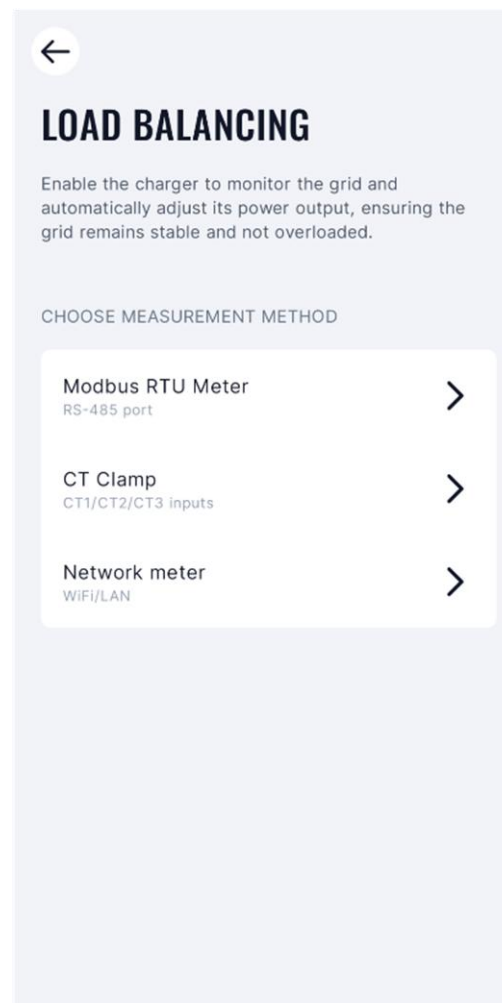 LOAD BALANCING
Enable the charger to monitor the grid and
automatically adjust its power output, ensuring the
grid remains stable and not overloaded.
CHOOSE MEASUREMENT METHOD
Modbus RTU Meter
RS-485 port
CT Clamp
CT1/CT2/CT3 inputs
Network meter
WiFi/LAN